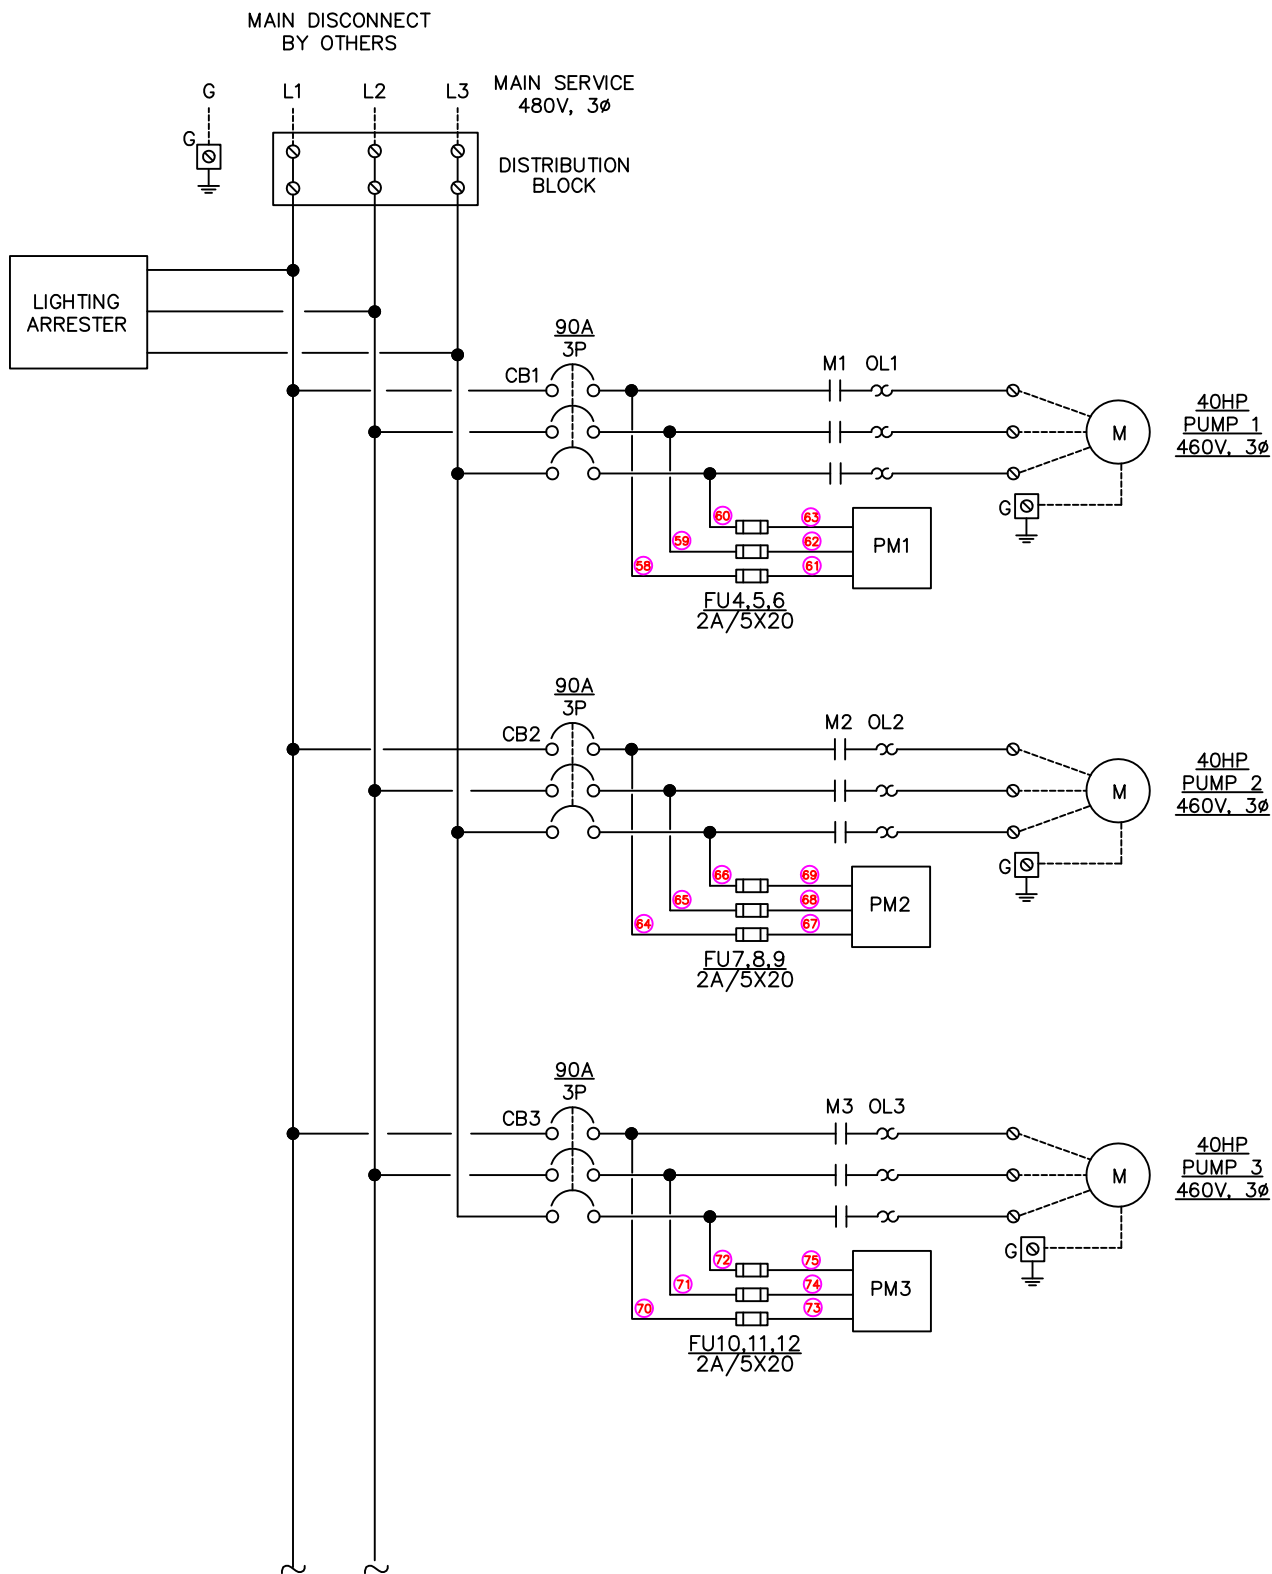 MAIN DISCONNECT
BY OTHERS
G
L1
L2
L3
MAIN SERVICE
480V, 3ø
G
DISTRIBUTION
BLOCK
LIGHTING
ARRESTER
90A
3P
CB1
M1
OL1
M
40HP
PUMP 1
460V, 3ø
G
60
63
59
62
58
61
PM1
FU4,5,6
2A/5X20
90A
3P
CB2
M2
OL2
M
40HP
PUMP 2
460V, 3ø
G
66
69
65
68
64
67
PM2
FU7,8,9
2A/5X20
90A
3P
CB3
M3
OL3
M
40HP
PUMP 3
460V, 3ø
G
72
75
71
74
70
73
PM3
FU10,11,12
2A/5X20